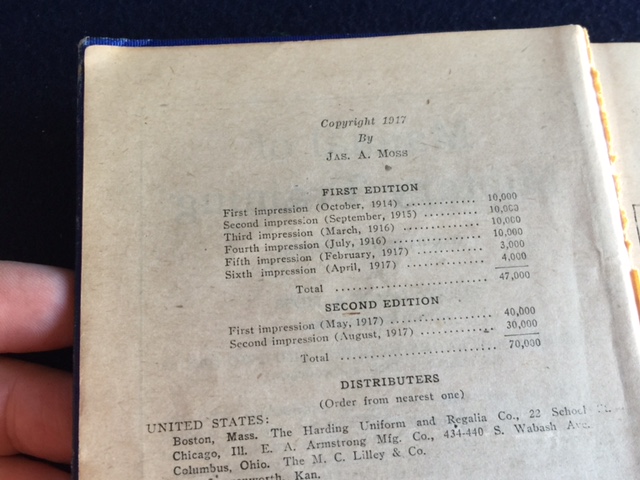 Copyright 1917
By
JAS. A. MOSS
FIRST EDITION
First impression (October, 1914) ............ 10,000
Second impression (September, 1915) .......... 10,000
Third impression (March, 1916) ............... 10,000
Fourth impression (July, 1916) ............... 10,000
Fifth impression (February, 1917) ............ 3,000
Sixth impression (April, 1917) ............... 4,000
Total ............................ 47,000
SECOND EDITION
First impression (May, 1917) ................. 40,000
Second impression (August, 1917) ............. 30,000
Total ............................ 70,000
DISTRIBUTERS
(Order from nearest one)
UNITED STATES:
Boston, Mass. The Harding Uniform and Regalia Co., 22 School
Chicago, Ill. E. A. Armstrong Mfg. Co., 434-440 S. Wabash Ave.
Columbus, Ohio. The M. C. Lilley & Co.
Kan.